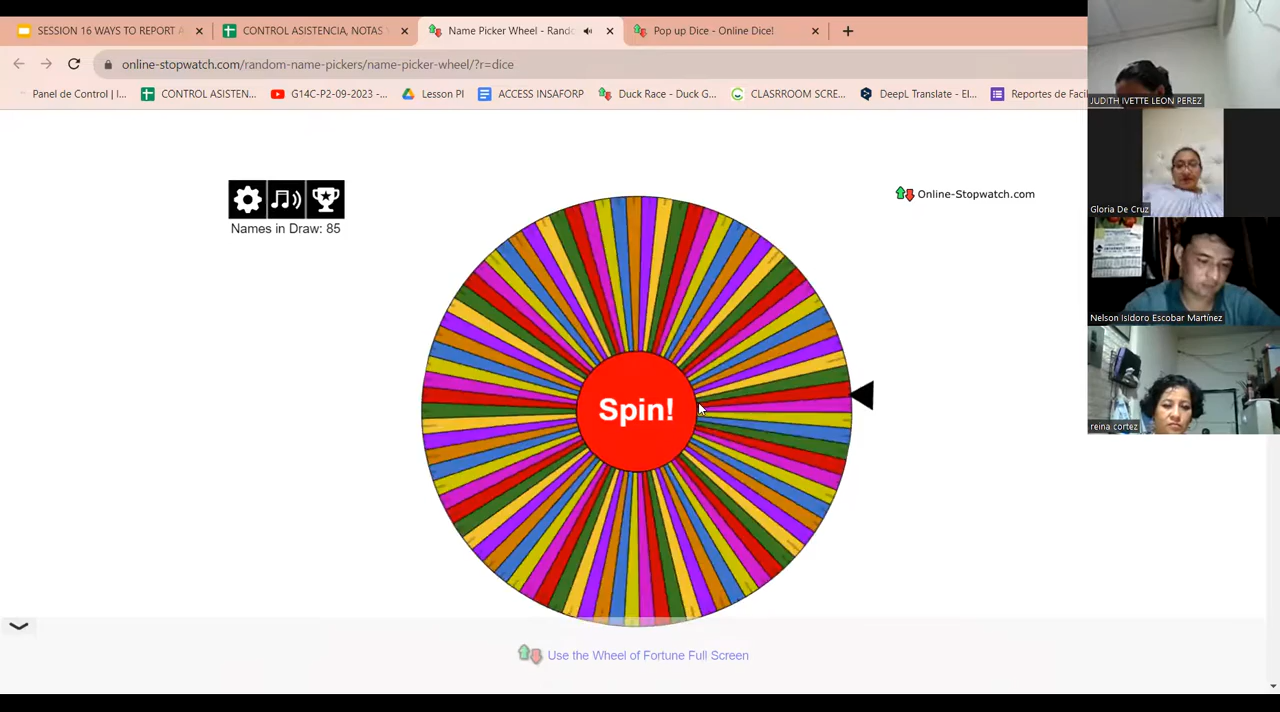 SESSION 16 WAYS TO REPORT A
CONTROL ASISTENCIA, NOTAS
Name Picker Wheel - Rand
Pop up Dice - Online Dice!
online-stopwatch.com/random-name-pickers/name-picker-wheel/?r=dice
Panel de Control | I...
CONTROL ASISTEN...
G14C-P2-09-2023 -...
Lesson PI
ACCESS INSAFORP
Duck Race - Duck G...
CLASRROOM SCRE...
DeepL Translate - El...
Reportes de Facil
JUDITH IVETTE LEON PEREZ
Gloria De Cruz
Nelson Isidoro Escobar Martínez
reina cortez
Online-Stopwatch.com
Names in Draw: 85
Spin!
Use the Wheel of Fortune Full Screen